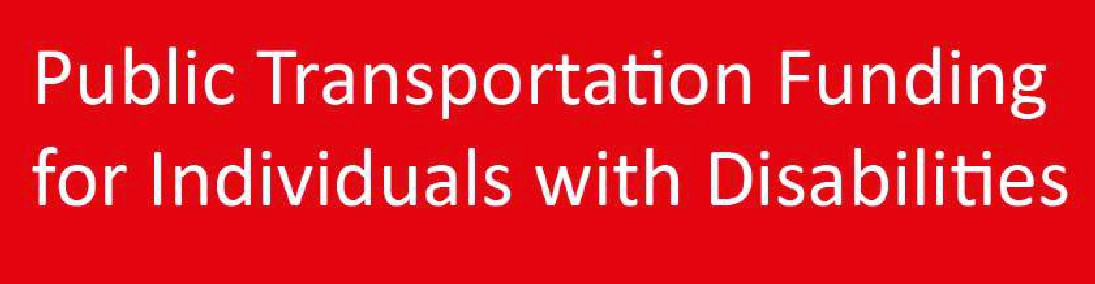 Public Transportation Funding
for Individuals with Disabilities